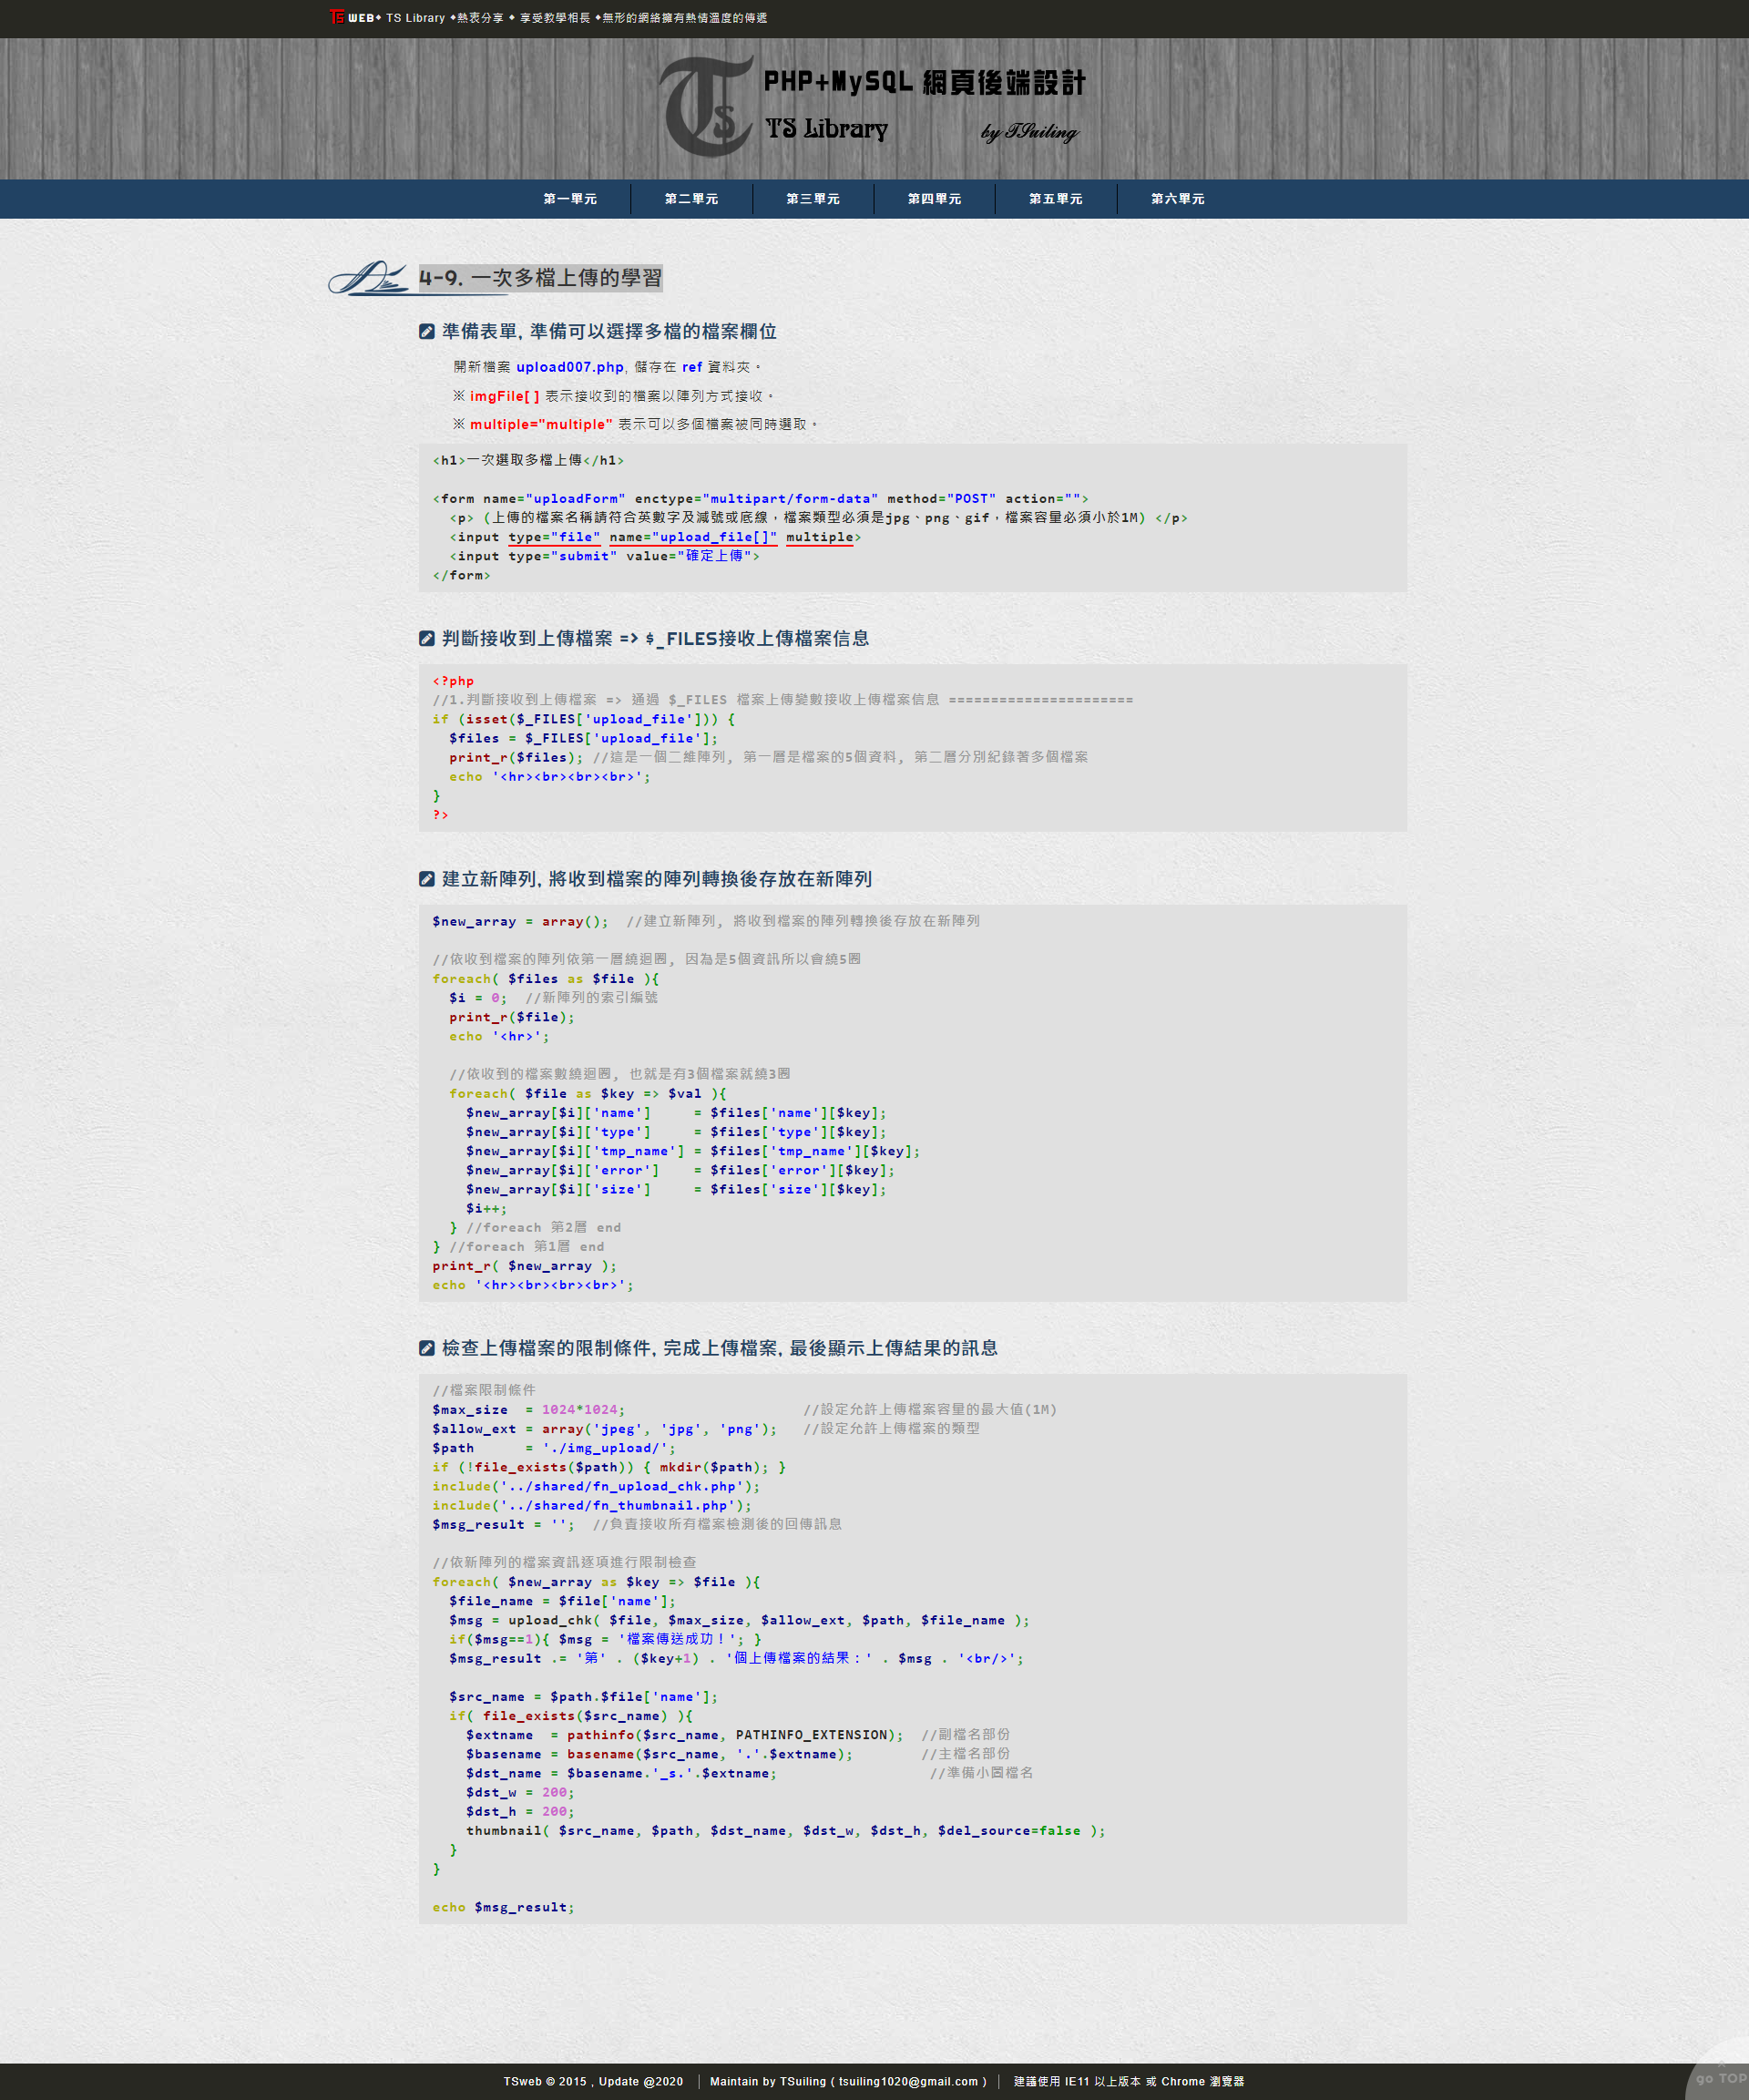 TS WEB◆ TS Library ◆熱衷分享 ◆ 享受教學相長 ◆無形的網絡擁有熱情溫度的傳遞
Ts PHP+MySQL 網頁後端設計
TS Library by TSuiling
第一單元 第二單元 第三單元 第四單元 第五單元 第六單元
4-9. 一次多檔上傳的學習
準備表單, 準備可以選擇多檔的檔案欄位
開新檔案 upload007.php, 儲存在 ref 資料夾。
※ imgFile[ ] 表示接收到的檔案以陣列方式接收。
※ multiple="multiple" 表示可以多個檔案被同時選取。
<h1>一次選取多檔上傳</h1>
<form name="uploadForm" enctype="multipart/form-data" method="POST" action="">
<p> (上傳的檔案名稱請符合英數字及減號或底線，檔案類型必須是jpg、png、gif，檔案容量必須小於1M) </p>
<input type="file" name="upload_file[]" multiple>
<input type="submit" value="確定上傳">
</form>
判斷接收到上傳檔案 => $_FILES接收上傳檔案信息
<?php
//1.判斷接收到上傳檔案 => 通過 $_FILES 檔案上傳變數接收上傳檔案信息 ======================
if (isset($_FILES['upload_file'])) {
$files = $_FILES['upload_file'];
print_r($files); //這是一個二維陣列, 第一層是檔案的5個資料, 第二層分別紀錄著多個檔案
echo '<hr><br><br><br>';
}
?>
建立新陣列, 將收到檔案的陣列轉換後存放在新陣列
$new_array = array();  //建立新陣列, 將收到檔案的陣列轉換後存放在新陣列
//依收到檔案的陣列依第一層繞迴圈, 因為是5個資訊所以會繞5圈
foreach( $files as $file ){
$i = 0;  //新陣列的索引編號
print_r($file);
echo '<hr>';
//依收到的檔案數繞迴圈, 也就是有3個檔案就繞3圈
foreach( $file as $key => $val ){
$new_array[$i]['name']     = $files['name'][$key];
$new_array[$i]['type']     = $files['type'][$key];
$new_array[$i]['tmp_name'] = $files['tmp_name'][$key];
$new_array[$i]['error']    = $files['error'][$key];
$new_array[$i]['size']     = $files['size'][$key];
$i++;
} //foreach 第2層 end
} //foreach 第1層 end
print_r( $new_array );
echo '<hr><br><br><br>';
檢查上傳檔案的限制條件, 完成上傳檔案, 最後顯示上傳結果的訊息
//檔案限制條件
$max_size  = 1024*1024;                     //設定允許上傳檔案容量的最大值(1M)
$allow_ext = array('jpeg', 'jpg', 'png');   //設定允許上傳檔案的類型
$path      = './img_upload/';
if (!file_exists($path)) { mkdir($path); }
include('../shared/fn_upload_chk.php');
include('../shared/fn_thumbnail.php');
$msg_result = '';  //負責接收所有檔案檢測後的回傳訊息
//依新陣列的檔案資訊逐項進行限制檢查
foreach( $new_array as $key => $file ){
$file_name = $file['name'];
$msg = upload_chk( $file, $max_size, $allow_ext, $path, $file_name );
if($msg==1){ $msg = '檔案傳送成功！'; }
$msg_result .= '第' . ($key+1) . '個上傳檔案的結果：' . $msg . '<br/>';
$src_name = $path.$file['name'];
if( file_exists($src_name) ){
$extname  = pathinfo($src_name, PATHINFO_EXTENSION);  //副檔名部份
$basename = basename($src_name, '.'.$extname);        //主檔名部份
$dst_name = $basename.'_s.'.$extname;                  //準備小圖檔名
$dst_w = 200;
$dst_h = 200;
thumbnail( $src_name, $path, $dst_name, $dst_w, $dst_h, $del_source=false );
}
}
echo $msg_result;
go TOP
TSweb © 2015 , Update @2020 │ Maintain by TSuiling ( tsuiling1020@gmail.com ) │ 建議使用 IE11 以上版本 或 Chrome 瀏覽器